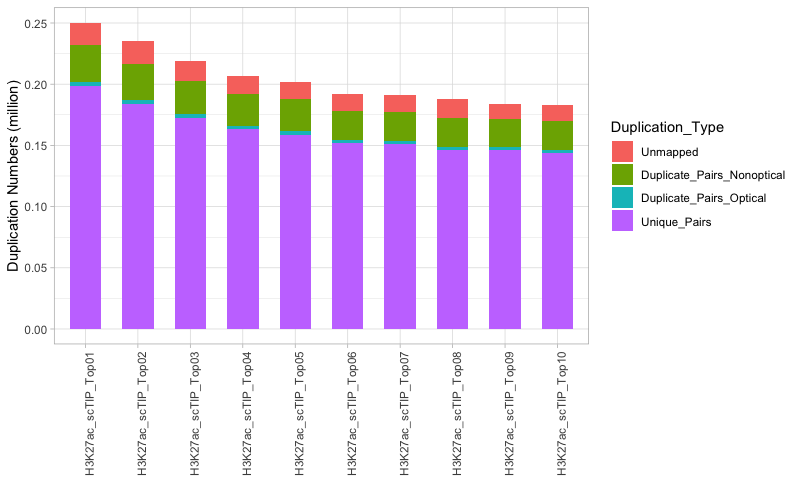 Duplication Numbers (million)
0.25
0.20
0.15
0.10
0.05
0.00
H3K27ac_scTIP_Top01
H3K27ac_scTIP_Top02
H3K27ac_scTIP_Top03
H3K27ac_scTIP_Top04
H3K27ac_scTIP_Top05
H3K27ac_scTIP_Top06
H3K27ac_scTIP_Top07
H3K27ac_scTIP_Top08
H3K27ac_scTIP_Top09
H3K27ac_scTIP_Top10
Duplication_Type
Unmapped
Duplicate_Pairs_Nonoptical
Duplicate_Pairs_Optical
Unique_Pairs